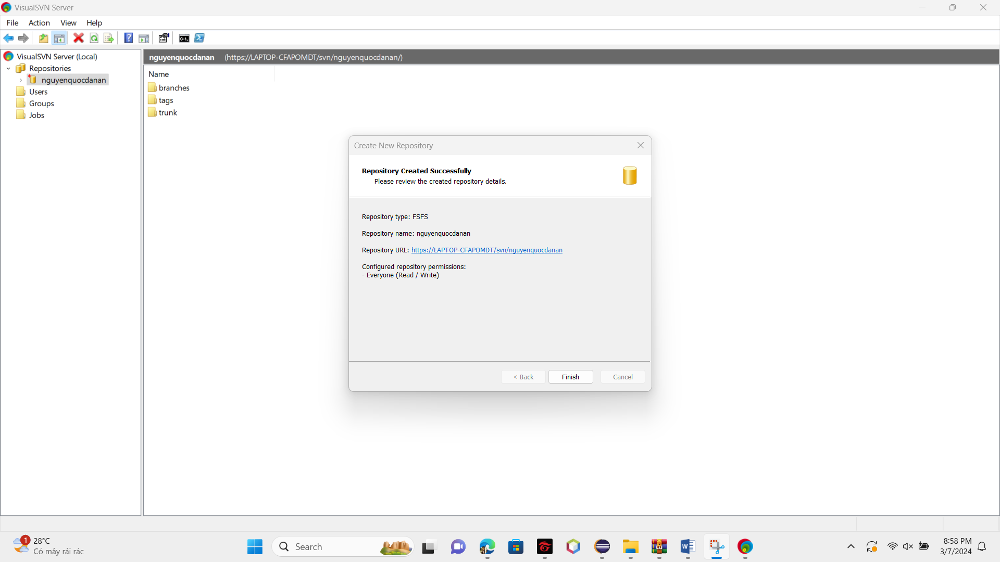 VisualSVN Server
File Action View Help
VisualSVN Server (Local)
Repositories
nguyenquocdanan
Users
Groups
Jobs
nguyenquocdanan (https://LAPTOP-CFAPOMDT/svn/nguyenquocdanan/)
Name
branches
tags
trunk
Create New Repository
Repository Created Successfully
Please review the created repository details.
Repository type: FSFS
Repository name: nguyenquocdanan
Repository URL: https://LAPTOP-CFAPOMDT/svn/nguyenquocdanan
Configured repository permissions:
- Everyone (Read / Write)
< Back Finish Cancel
1
28°C
Có mây rải rác
Search
8:58 PM
3/7/2024